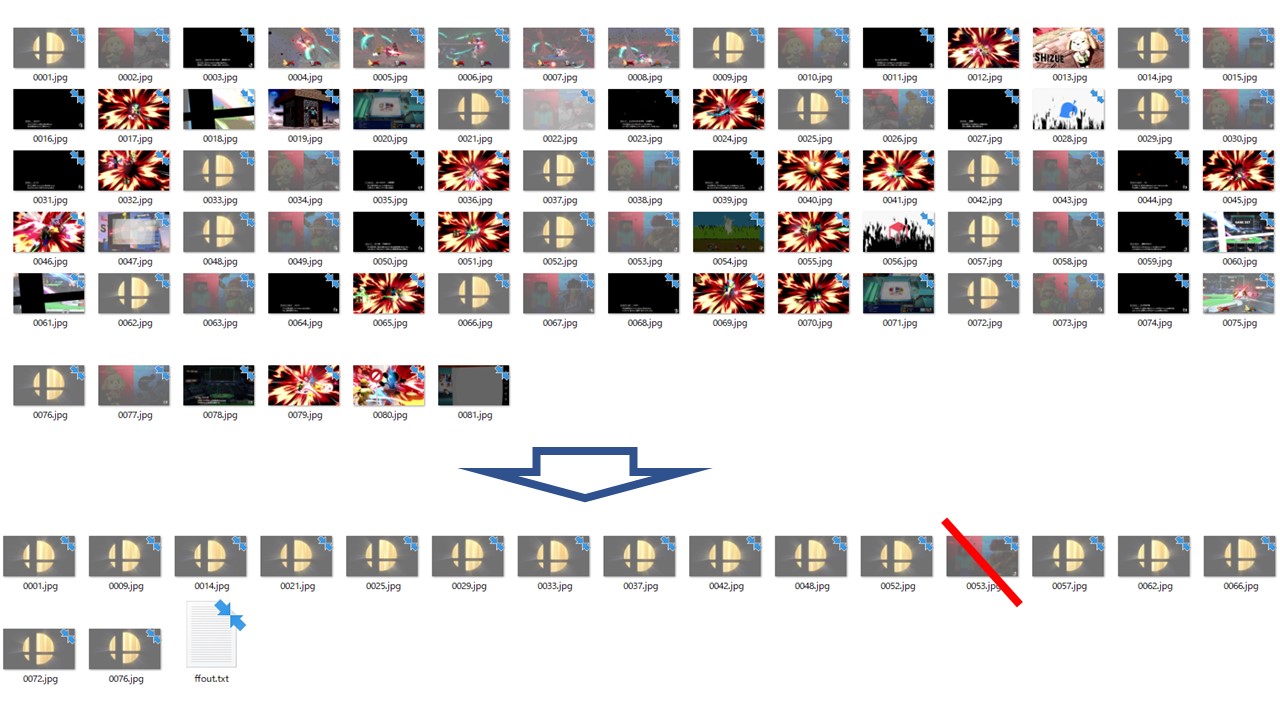 0001.jpg 0002.jpg 0003.jpg 0004.jpg 0005.jpg 0006.jpg 0007.jpg 0008.jpg 0009.jpg 0010.jpg 0011.jpg 0012.jpg 0013.jpg 0014.jpg 0015.jpg
SHIZUE
0016.jpg 0017.jpg 0018.jpg 0019.jpg 0020.jpg 0021.jpg 0022.jpg 0023.jpg 0024.jpg 0025.jpg 0026.jpg 0027.jpg 0028.jpg 0029.jpg 0030.jpg
0031.jpg 0032.jpg 0033.jpg 0034.jpg 0035.jpg 0036.jpg 0037.jpg 0038.jpg 0039.jpg 0040.jpg 0041.jpg 0042.jpg 0043.jpg 0044.jpg 0045.jpg
0046.jpg 0047.jpg 0048.jpg 0049.jpg 0050.jpg 0051.jpg 0052.jpg 0053.jpg 0054.jpg 0055.jpg 0056.jpg 0057.jpg 0058.jpg 0059.jpg 0060.jpg
0061.jpg 0062.jpg 0063.jpg 0064.jpg 0065.jpg 0066.jpg 0067.jpg 0068.jpg 0069.jpg 0070.jpg 0071.jpg 0072.jpg 0073.jpg 0074.jpg 0075.jpg
0076.jpg 0077.jpg 0078.jpg 0079.jpg 0080.jpg 0081.jpg
0001.jpg 0009.jpg 0014.jpg 0021.jpg 0025.jpg 0029.jpg 0033.jpg 0037.jpg 0042.jpg 0048.jpg 0052.jpg 0053.jpg 0057.jpg 0062.jpg 0066.jpg
0072.jpg 0076.jpg ffout.txt